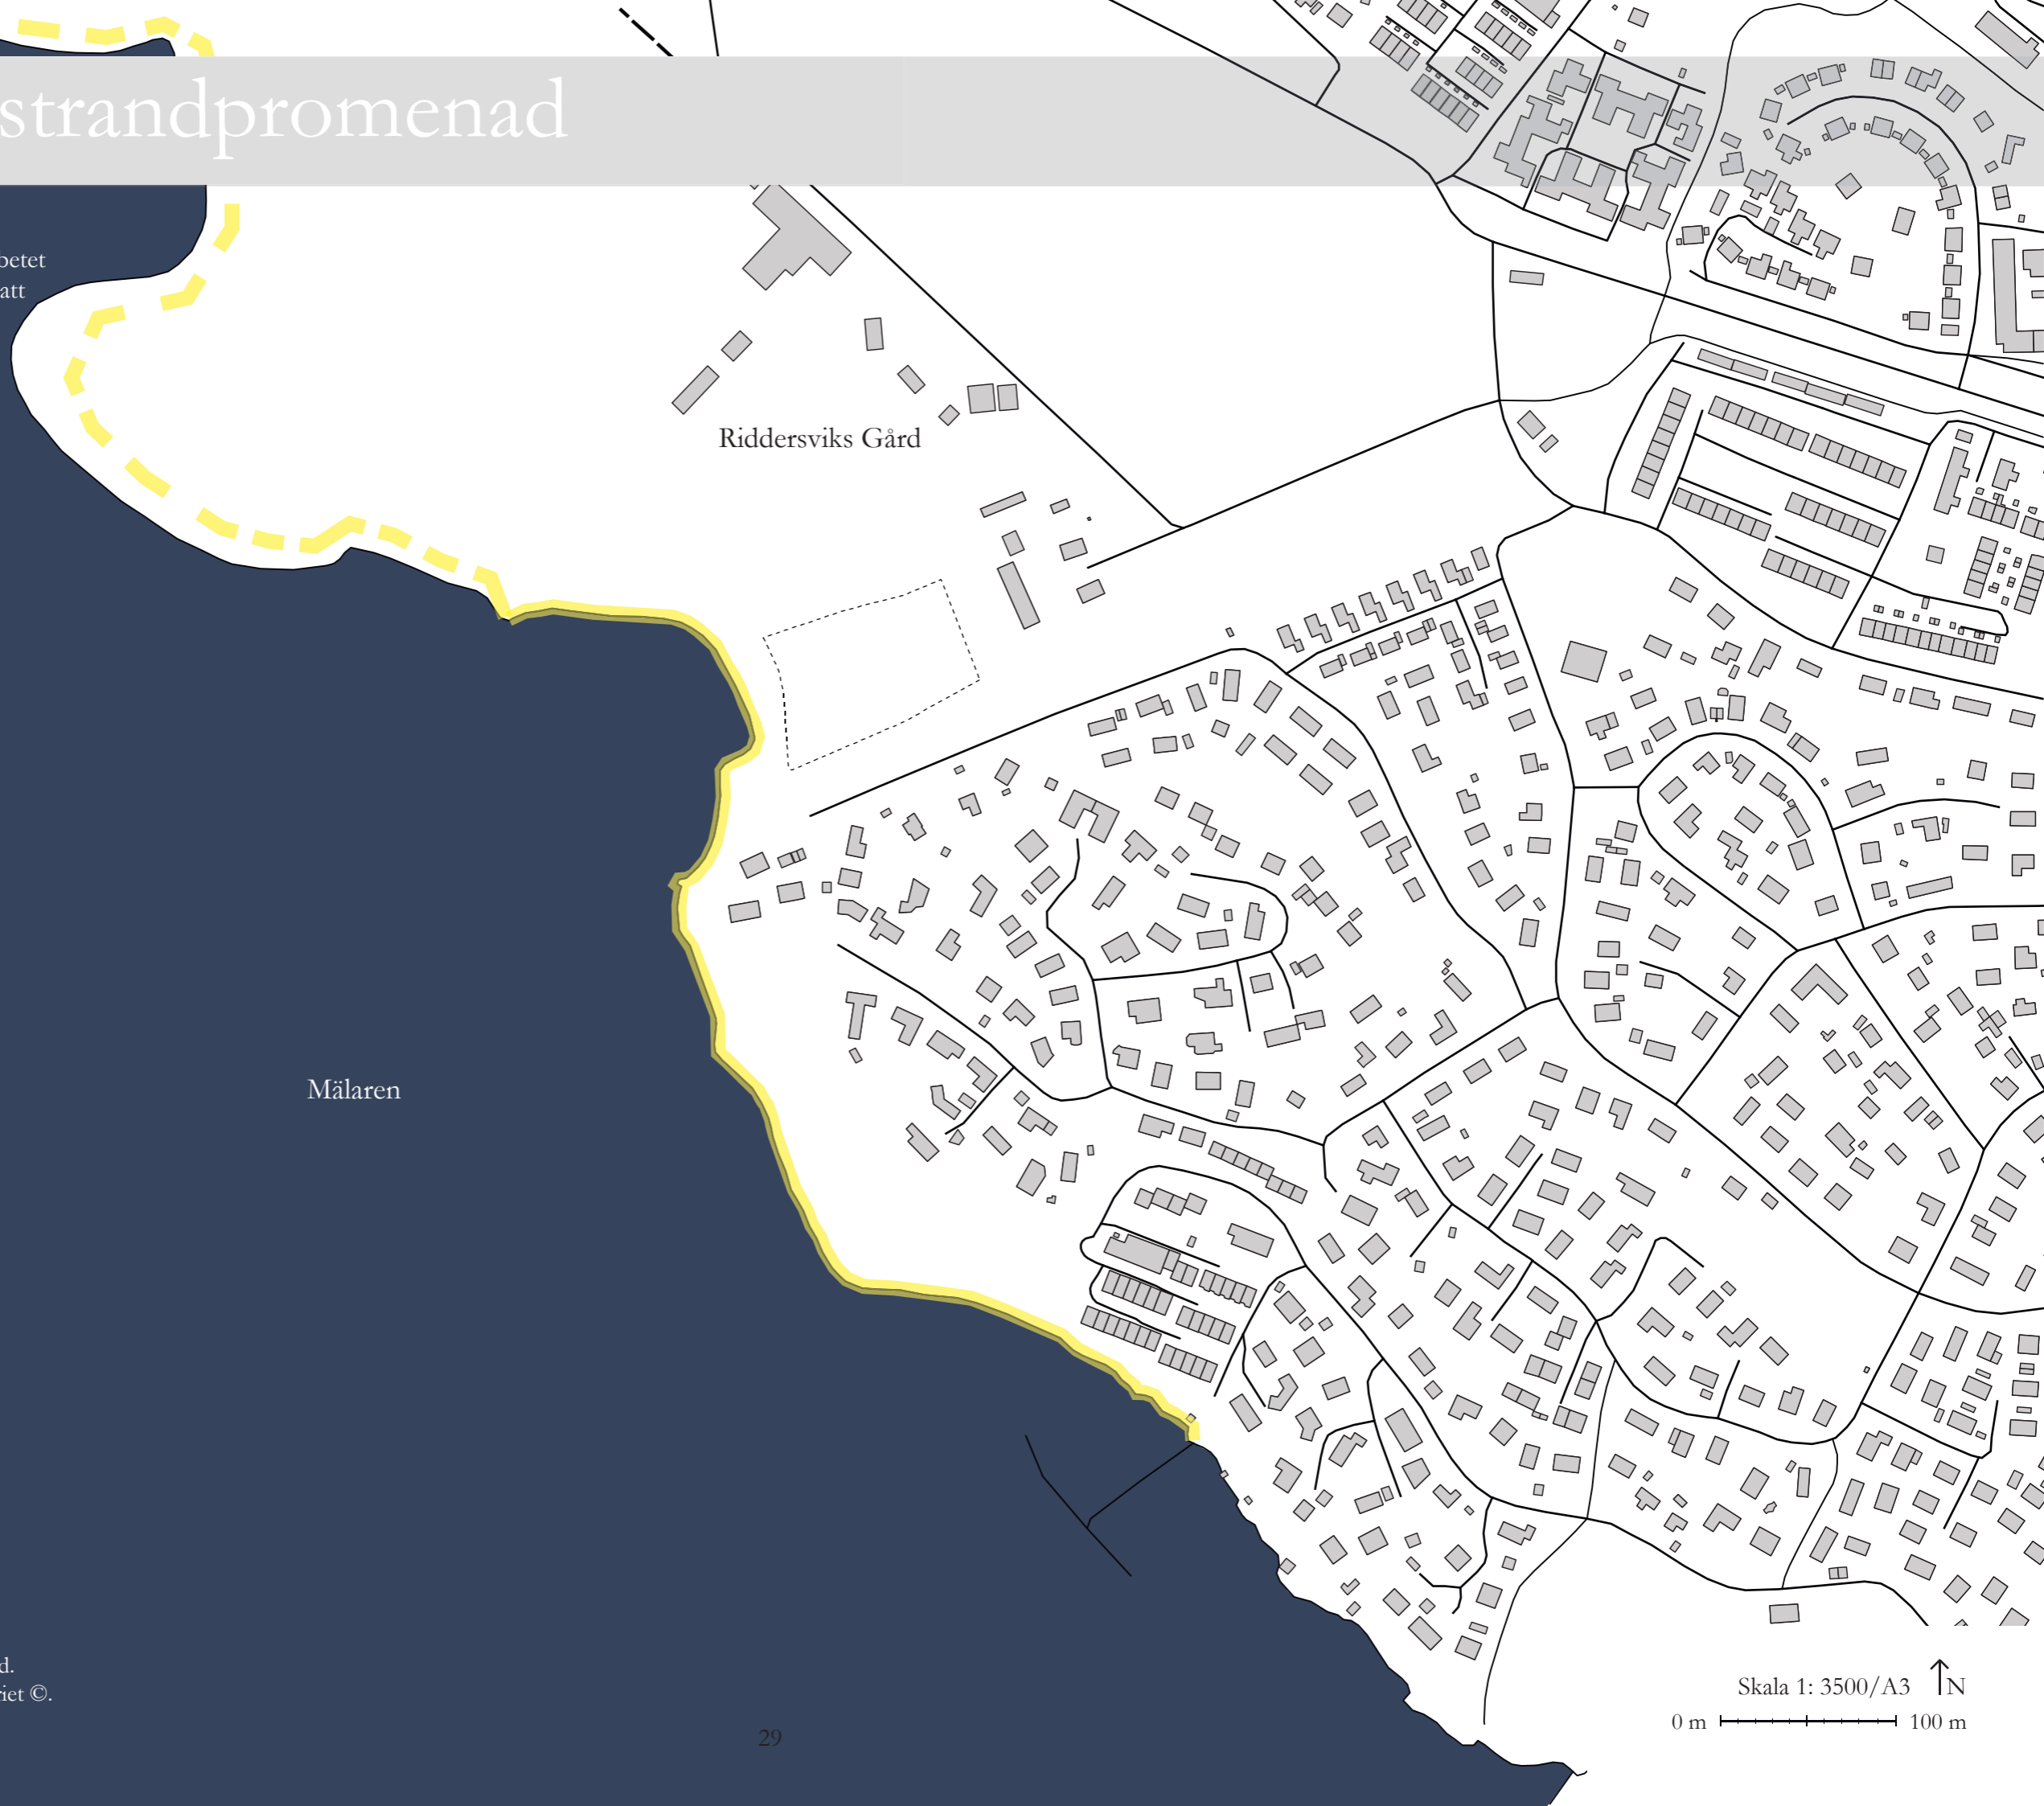 strandpromenad
betet
att
Riddersviks Gård
Mälaren
d.
riet ©.
Skala 1: 3500/A3 N
0 m 100 m
29